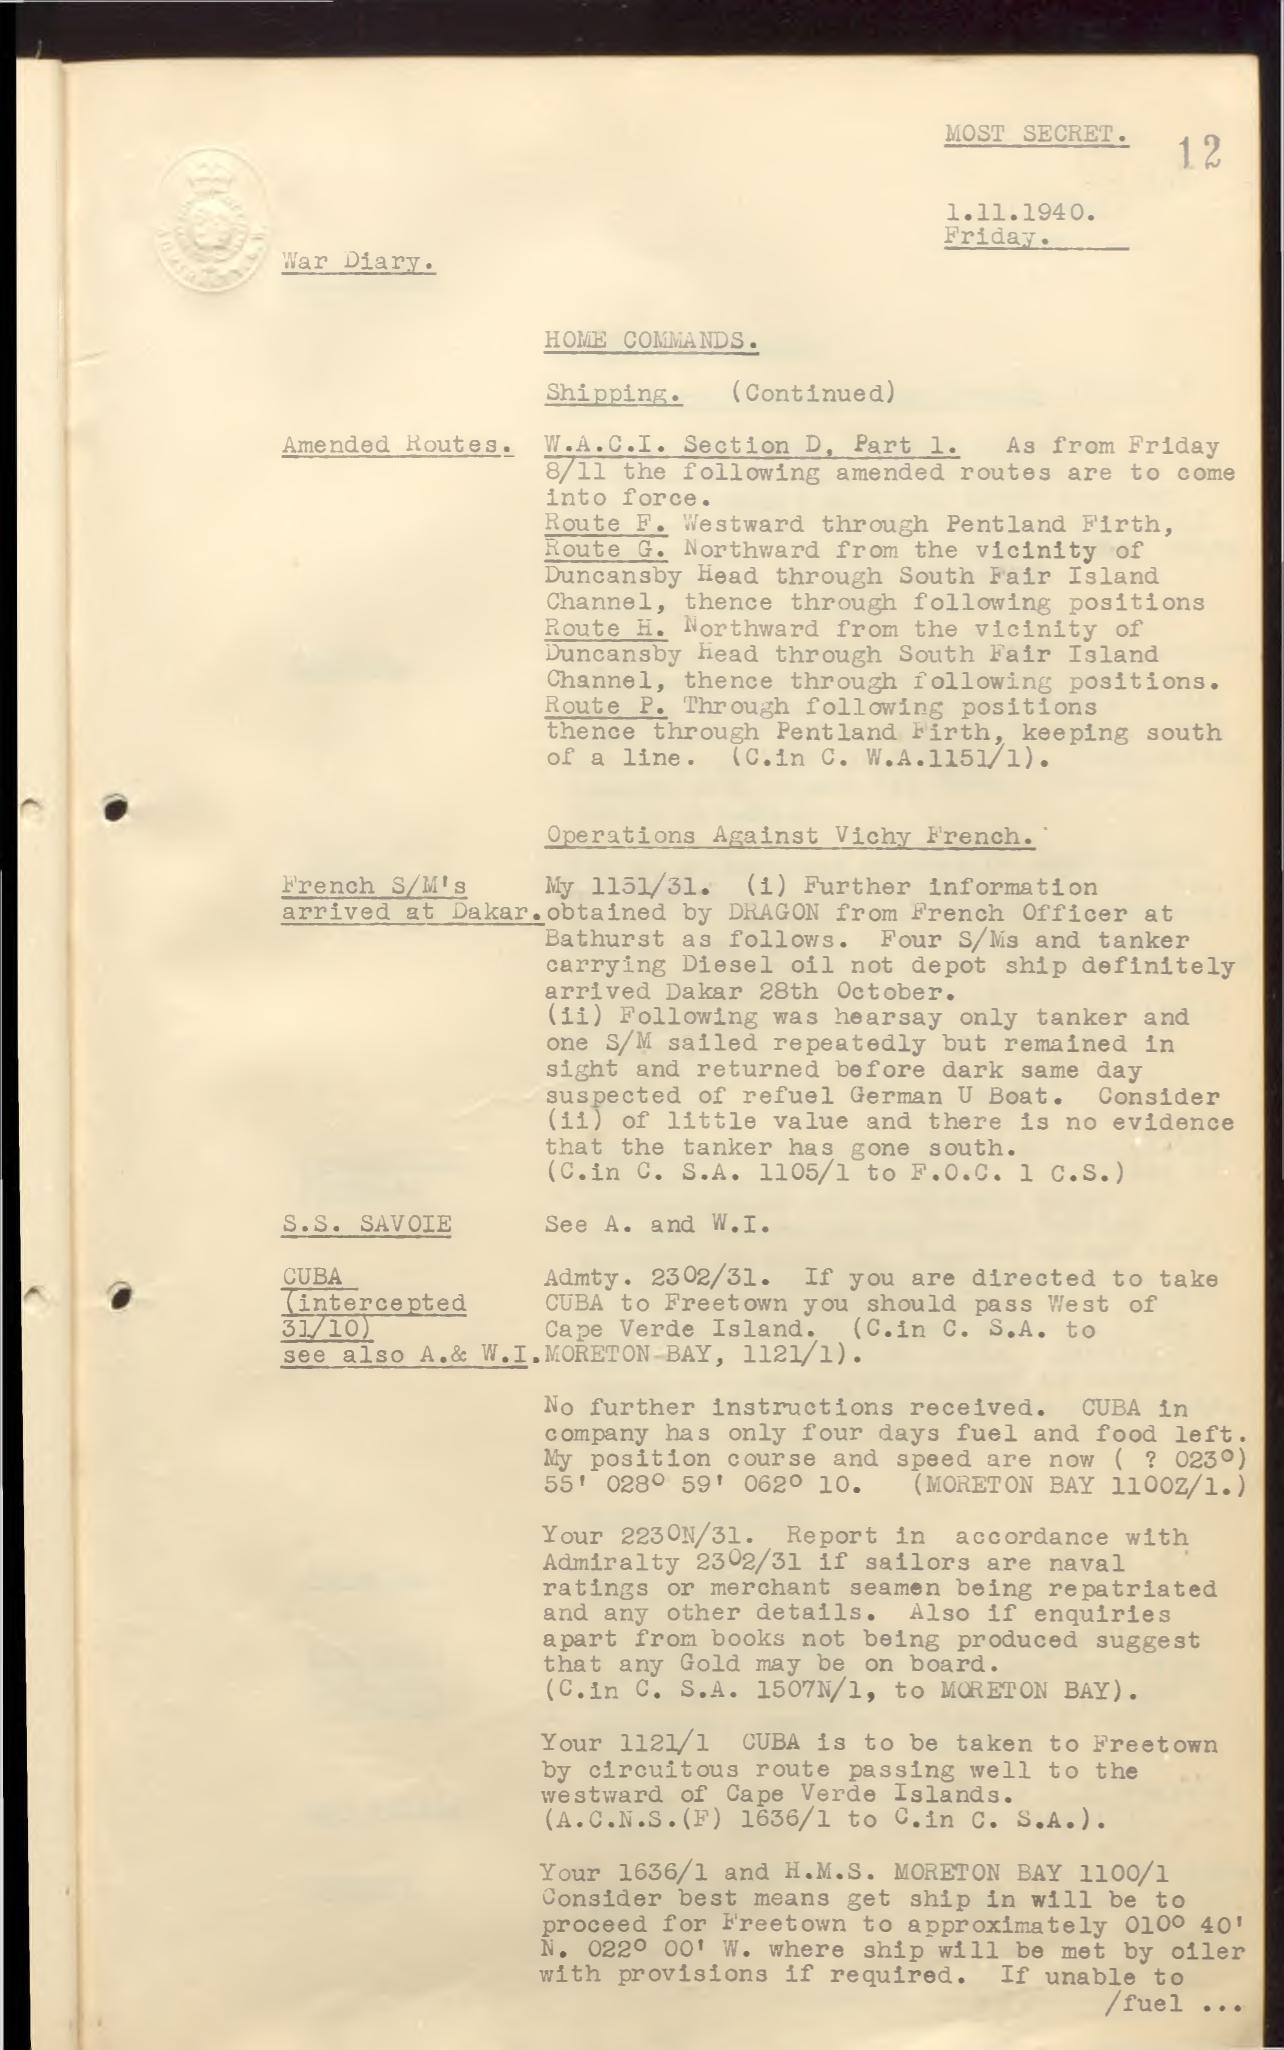 MOST SECRET.
12
1.11.1940.
Friday.
War Diary.
HOME COMMANDS.
Shipping. (Continued)
Amended Routes. W.A.C.I. Section D, Part 1. As from Friday
8/11 the following amended routes are to come
into force.
Route F. Westward through Pentland Firth,
Route G. Northward from the vicinity of
Duncansby Head through South Fair Island
Channel, thence through following positions
Route H. Northward from the vicinity of
Duncansby Head through South Fair Island
Channel, thence through following positions.
Route P. Through following positions
thence through Pentland Firth, keeping south
of a line. (C.in C. W.A.1151/1).
Operations Against Vichy French.
French S/M's My 1151/31. (i) Further information
arrived at Dakar. obtained by DRAGON from French Officer at
Bathurst as follows. Four S/Ms and tanker
carrying Diesel oil not depot ship definitely
arrived Dakar 28th October.
(ii) Following was hearsay only tanker and
one S/M sailed repeatedly but remained in
sight and returned before dark same day
suspected of refuel German U Boat. Consider
(ii) of little value and there is no evidence
that the tanker has gone south.
(C.in C. S.A. 1105/1 to F.O.C. 1 C.S.)
S.S. SAVOIE See A. and W.I.
CUBA Admty. 2302/31. If you are directed to take
(intercepted CUBA to Freetown you should pass West of
31/10) Cape Verde Island. (C.in C. S.A. to
see also A.& W.I. MORETON BAY, 1121/1).
No further instructions received. CUBA in
company has only four days fuel and food left.
My position course and speed are now ( ? 023°)
55' 028° 59' 062° 10. (MORETON BAY 1100Z/1.)
Your 2230N/31. Report in accordance with
Admiralty 2302/31 if sailors are naval
ratings or merchant seamen being repatriated
and any other details. Also if enquiries
apart from books not being produced suggest
that any Gold may be on board.
(C.in C. S.A. 1507N/1, to MORETON BAY).
Your 1121/1 CUBA is to be taken to Freetown
by circuitous route passing well to the
westward of Cape Verde Islands.
(A.C.N.S.(F) 1636/1 to C.in C. S.A.).
Your 1636/1 and H.M.S. MORETON BAY 1100/1
Consider best means get ship in will be to
proceed for Freetown to approximately 010° 40'
N. 022° 00' W. where ship will be met by oiler
with provisions if required. If unable to
/fuel ...